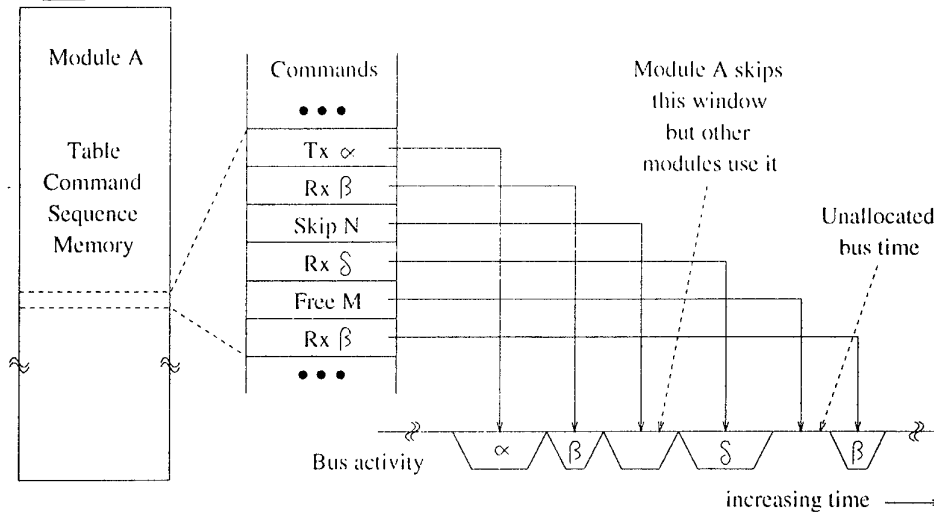 Module A
Table
Command
Sequence
Memory
Commands
•••
Tx α
Rx β
Skip N
Rx δ
Free M
Rx β
•••
Module A skips
this window
but other
modules use it
Unallocated
bus time
Bus activity
α
β
δ
β
increasing time